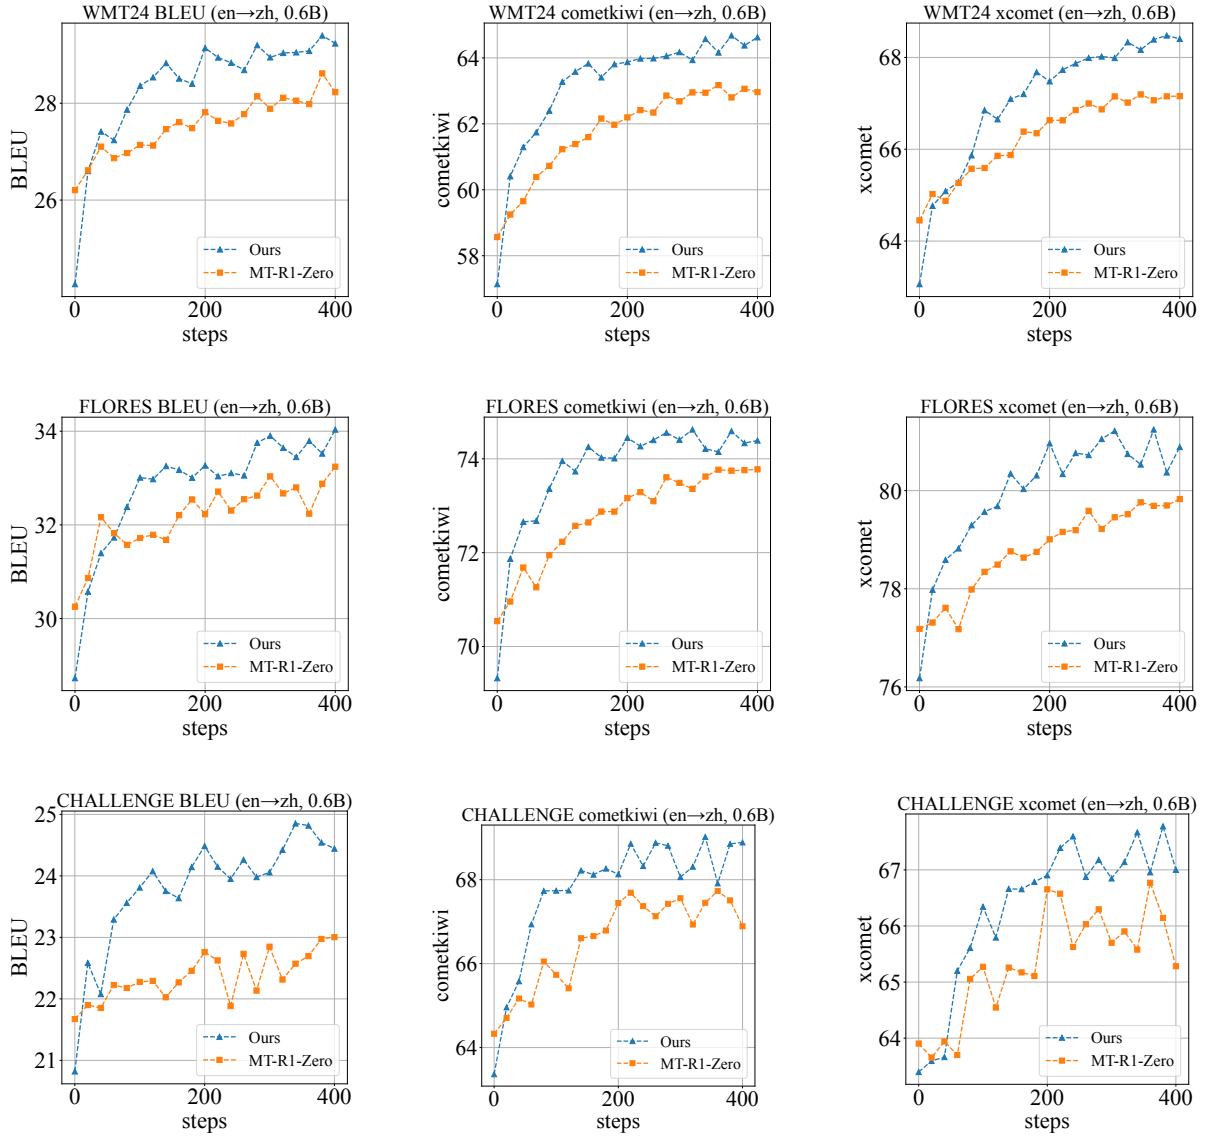 WMT24 BLEU (en→zh, 0.6B)
BLEU
28
26
0
200
400
steps
Ours
MT-R1-Zero
WMT24 cometkiwi (en→zh, 0.6B)
cometkiwi
64
62
60
58
0
200
400
steps
Ours
MT-R1-Zero
WMT24 xcomet (en→zh, 0.6B)
xcomet
68
66
64
0
200
400
steps
Ours
MT-R1-Zero
FLORES BLEU (en→zh, 0.6B)
BLEU
34
32
30
0
200
400
steps
Ours
MT-R1-Zero
FLORES cometkiwi (en→zh, 0.6B)
cometkiwi
74
72
70
0
200
400
steps
Ours
MT-R1-Zero
FLORES xcomet (en→zh, 0.6B)
xcomet
80
78
76
0
200
400
steps
Ours
MT-R1-Zero
CHALLENGE BLEU (en→zh, 0.6B)
BLEU
25
24
23
22
21
0
200
400
steps
Ours
MT-R1-Zero
CHALLENGE cometkiwi (en→zh, 0.6B)
cometkiwi
68
66
64
0
200
400
steps
Ours
MT-R1-Zero
CHALLENGE xcomet (en→zh, 0.6B)
xcomet
67
66
65
64
0
200
400
steps
Ours
MT-R1-Zero